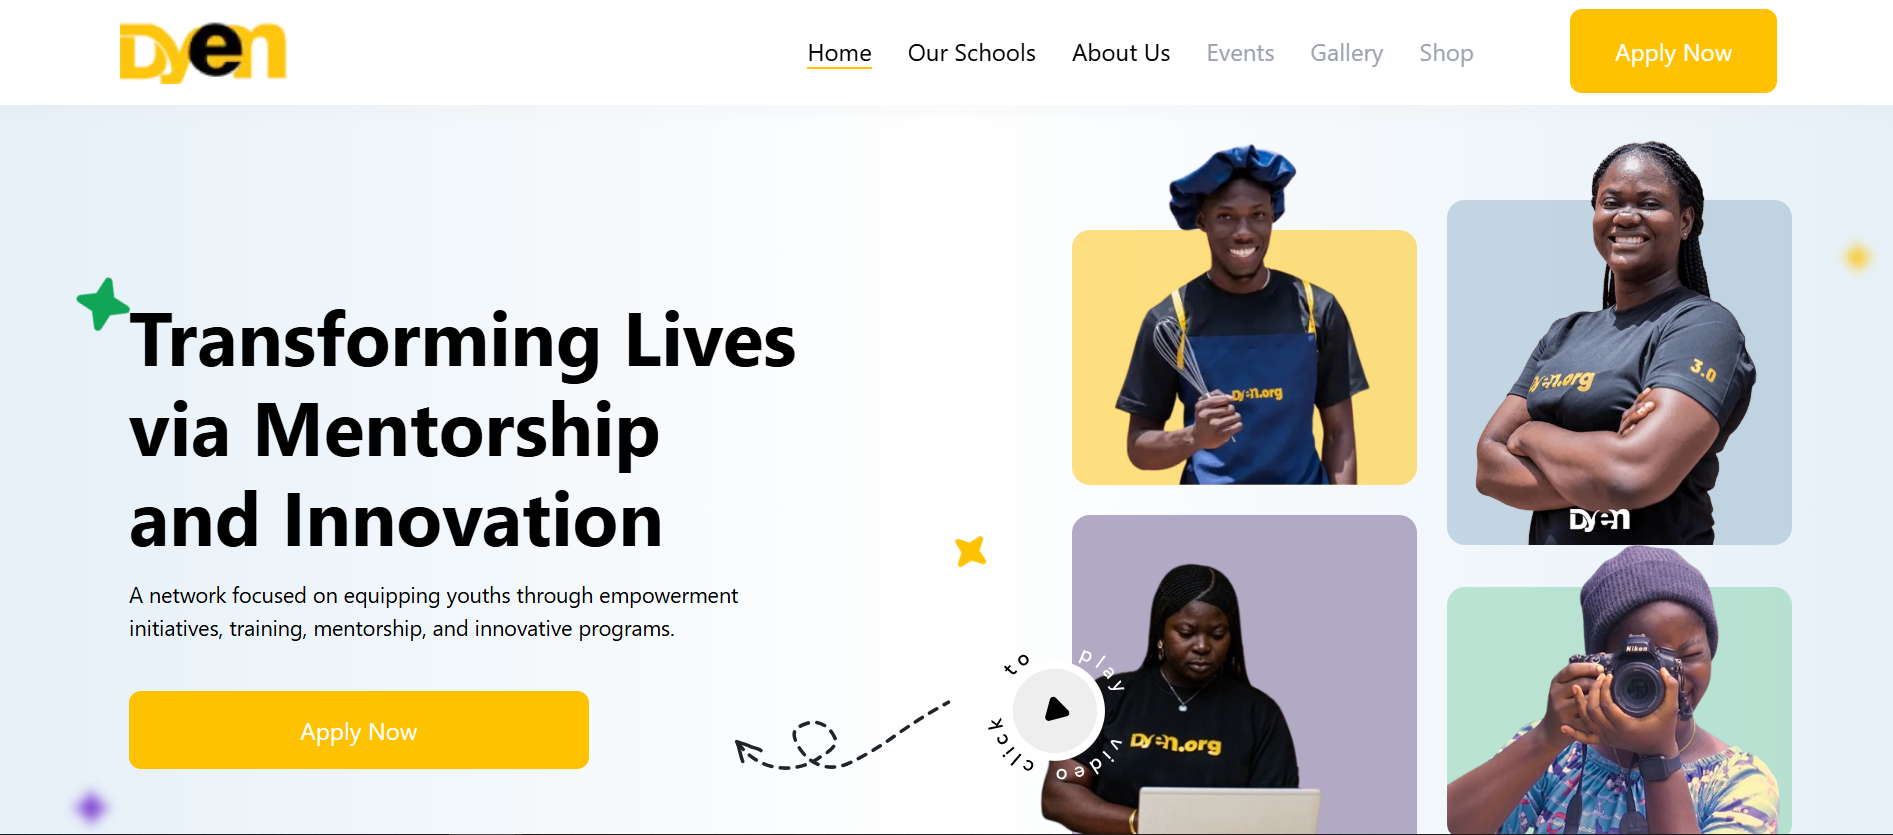 Dyen
Home
Our Schools
About Us
Events
Gallery
Shop
Apply Now
Transforming Lives
via Mentorship
and Innovation
A network focused on equipping youths through empowerment
initiatives, training, mentorship, and innovative programs.
Apply Now
Dyen.org
Dyen.org
3.0
Dyen
click to play video
Dyen.org
Nikon